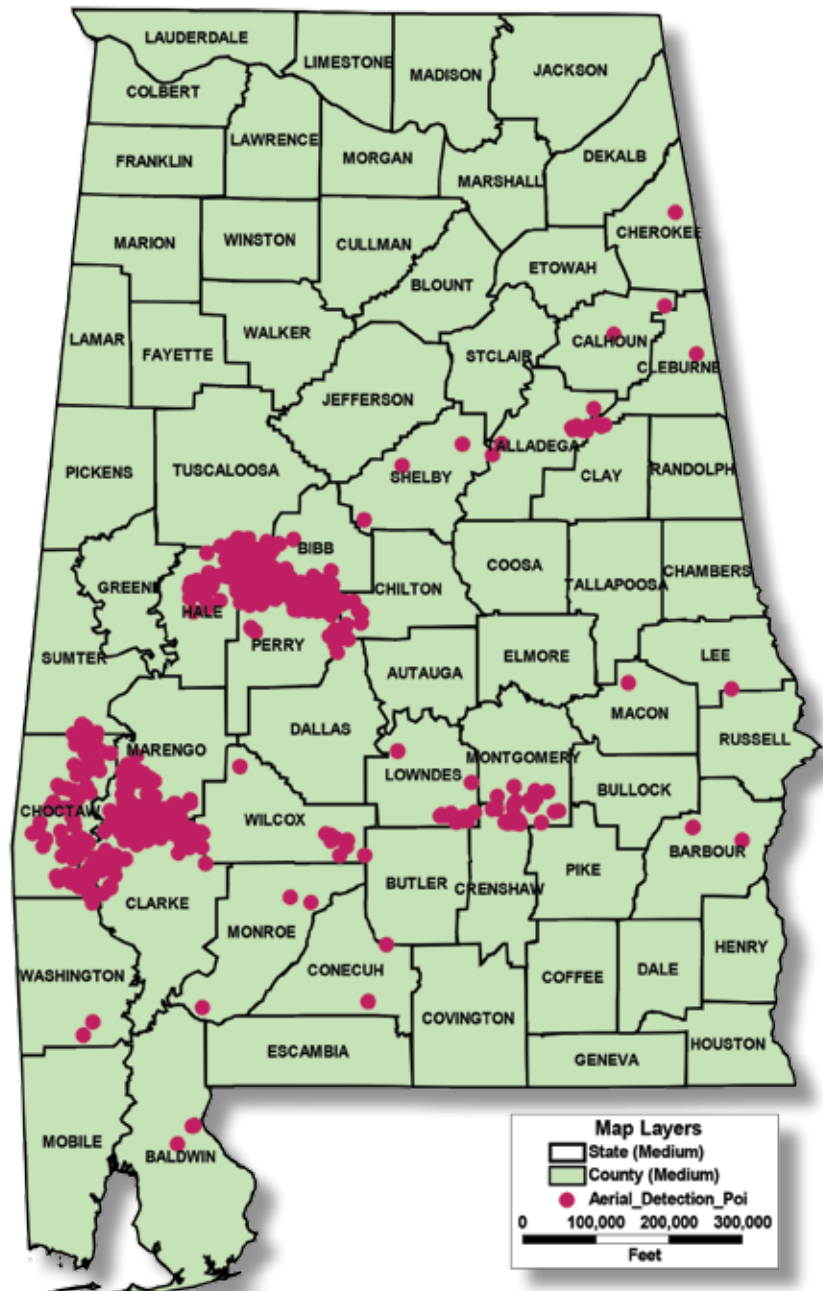 LAUDERDALE
LIMESTONE
MADISON
JACKSON
COLBERT
LAWRENCE
FRANKLIN
MORGAN
DEKALB
MARSHALL
CHEROKEE
MARION
WINSTON
CULLMAN
ETOWAH
BLOUNT
LAMAR
WALKER
FAYETTE
CALHOUN
STCLAIR
CLEBURNE
JEFFERSON
TALLADEGA
PICKENS
TUSCALOOSA
SHELBY
CLAY
RANDOLPH
BIBB
COOSA
CHAMBERS
GREENE
CHILTON
TALLAPOOSA
HALE
PERRY
SUMTER
AUTAUGA
ELMORE
LEE
MACON
DALLAS
RUSSELL
MARENGO
MONTGOMERY
LOWNDES
BULLOCK
CHOCTAW
WILCOX
BARBOUR
PIKE
BUTLER
CRENSHAW
CLARKE
MONROE
HENRY
WASHINGTON
CONECUH
COFFEE
DALE
COVINGTON
HOUSTON
ESCAMBIA
GENEVA
MOBILE
BALDWIN
Map Layers
State (Medium)
County (Medium)
Aerial_Detection_Poi
0 100,000 200,000 300,000
Feet